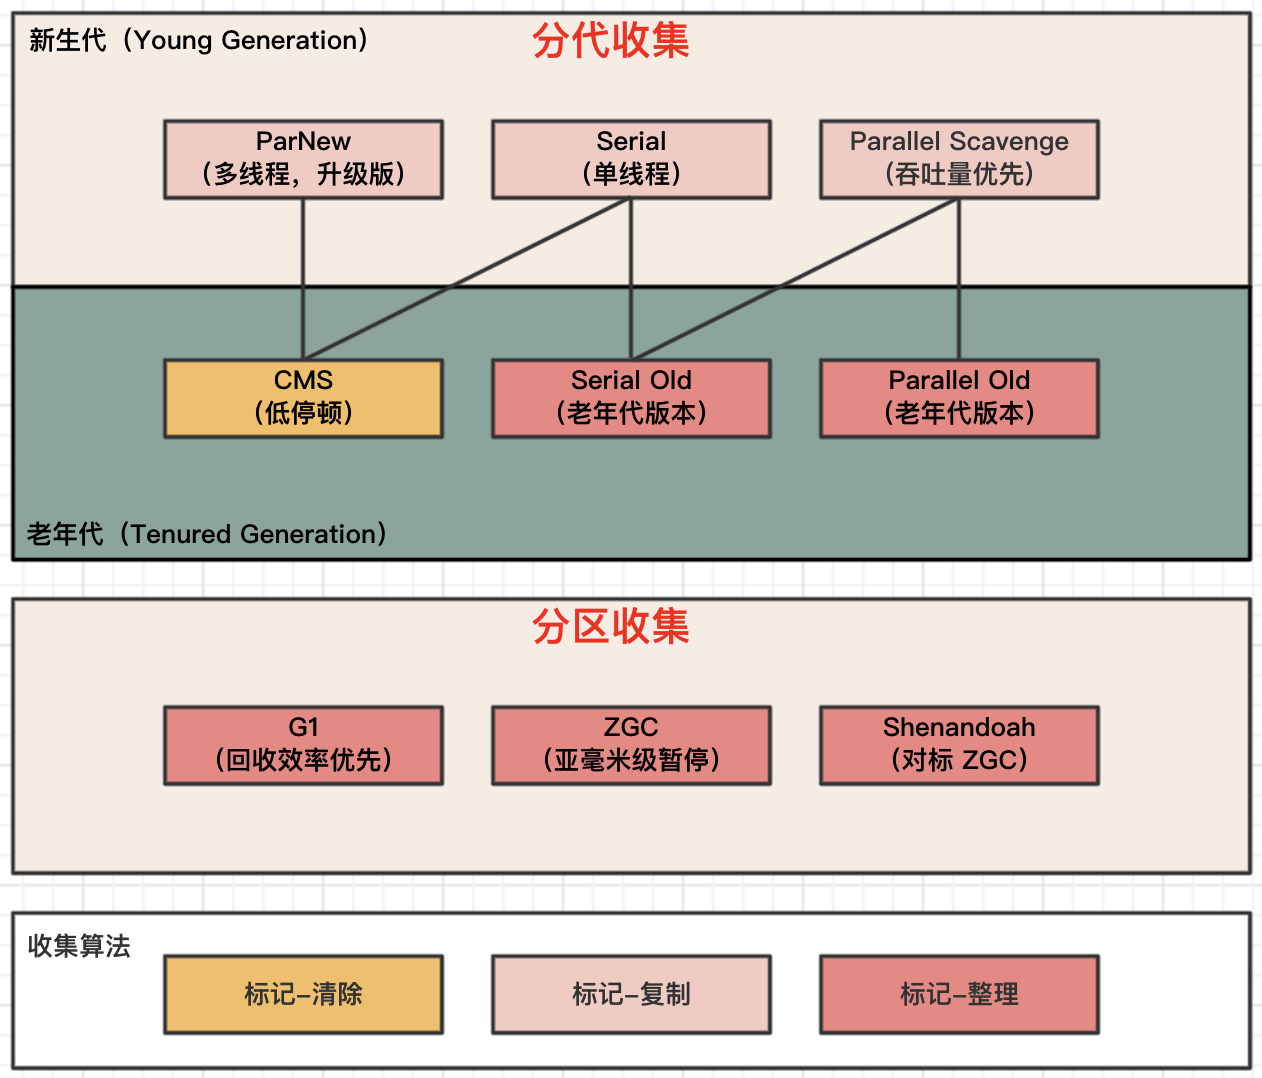 新生代（Young Generation）
分代收集
ParNew
（多线程，升级版）
Serial
（单线程）
Parallel Scavenge
（吞吐量优先）
CMS
（低停顿）
Serial Old
（老年代版本）
Parallel Old
（老年代版本）
老年代（Tenured Generation）
分区收集
G1
（回收效率优先）
ZGC
（亚毫米级暂停）
Shenandoah
（对标 ZGC）
收集算法
标记-清除
标记-复制
标记-整理